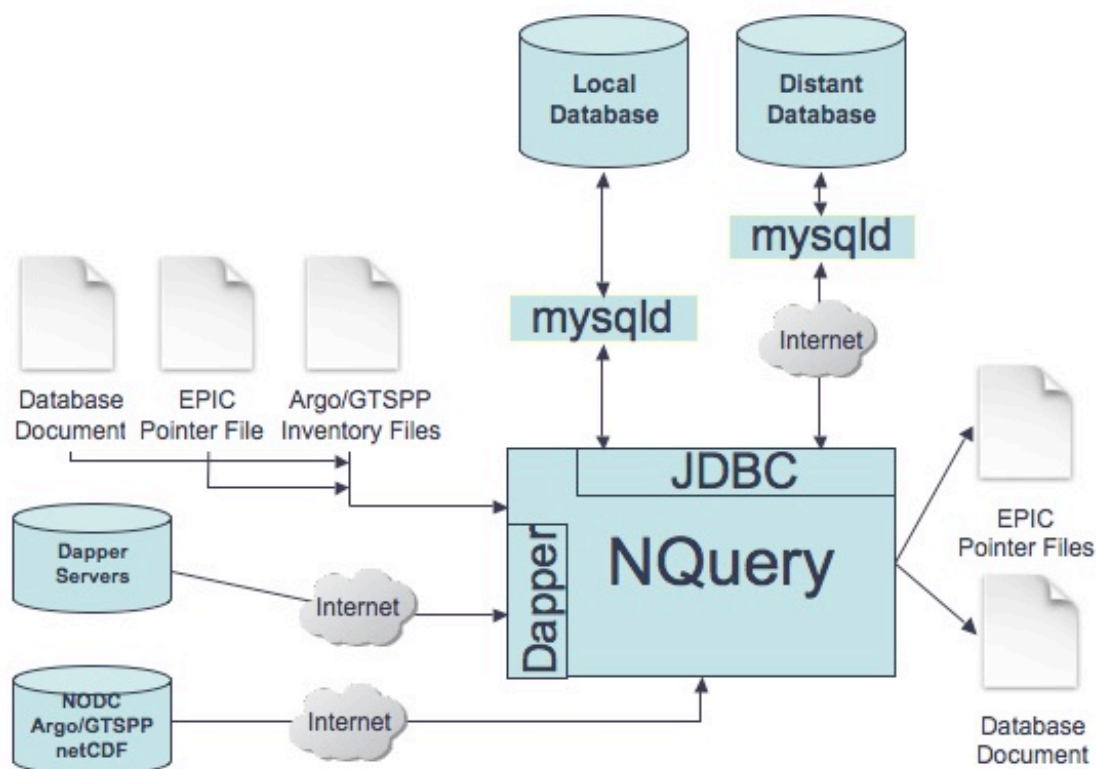 Local
Database
Distant
Database
mysqld
mysqld
Internet
Database
Document
EPIC
Pointer File
Argo/GTSPP
Inventory Files
JDBC
NQuery
Dapper
Dapper
Servers
Internet
NODC
Argo/GTSPP
netCDF
Internet
EPIC
Pointer Files
Database
Document